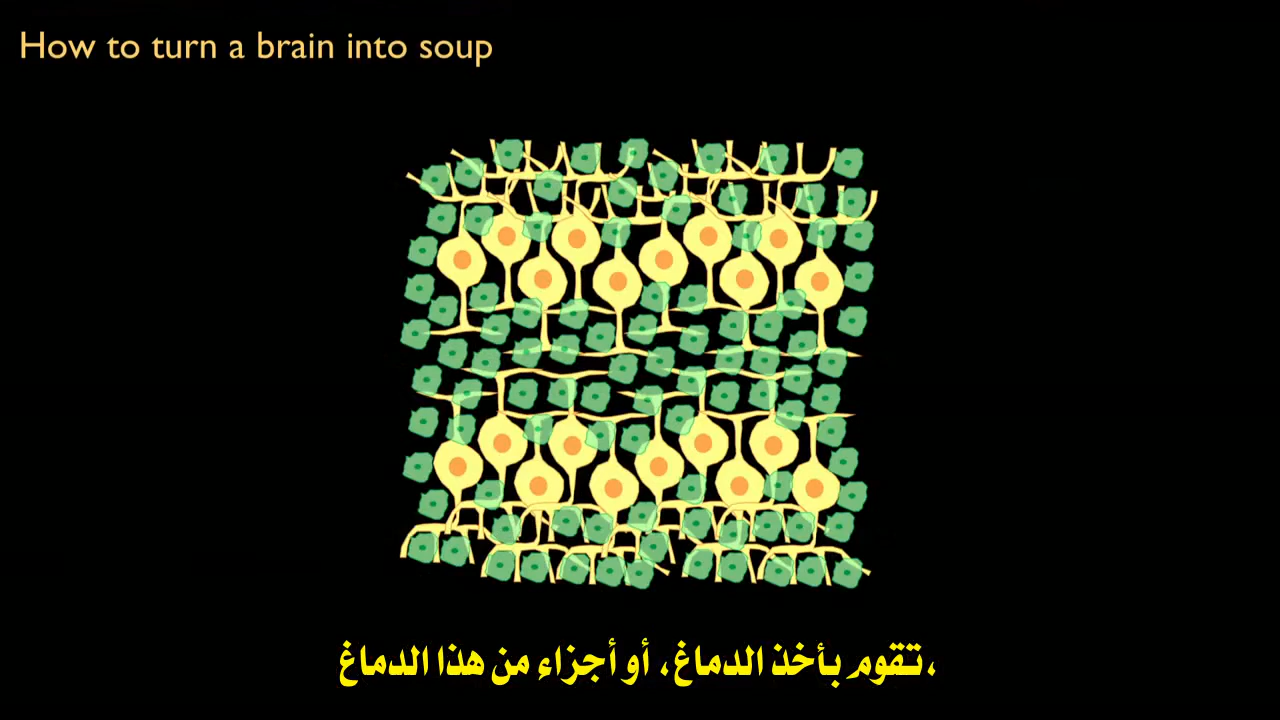 How to turn a brain into soup
تقوم بأخذ الدماغ، أو أجزاء من هذا الدماغ،